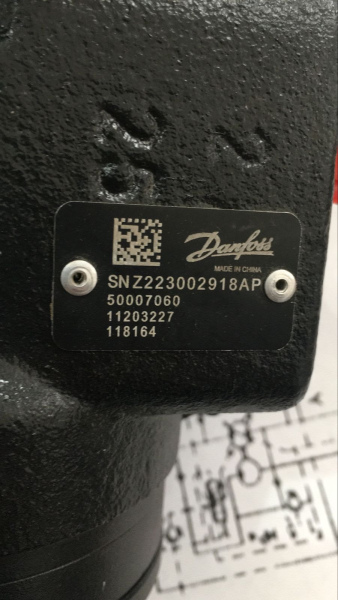 Danfoss
MADE IN CHINA
SN Z223002918AP
50007060
11203227
118164